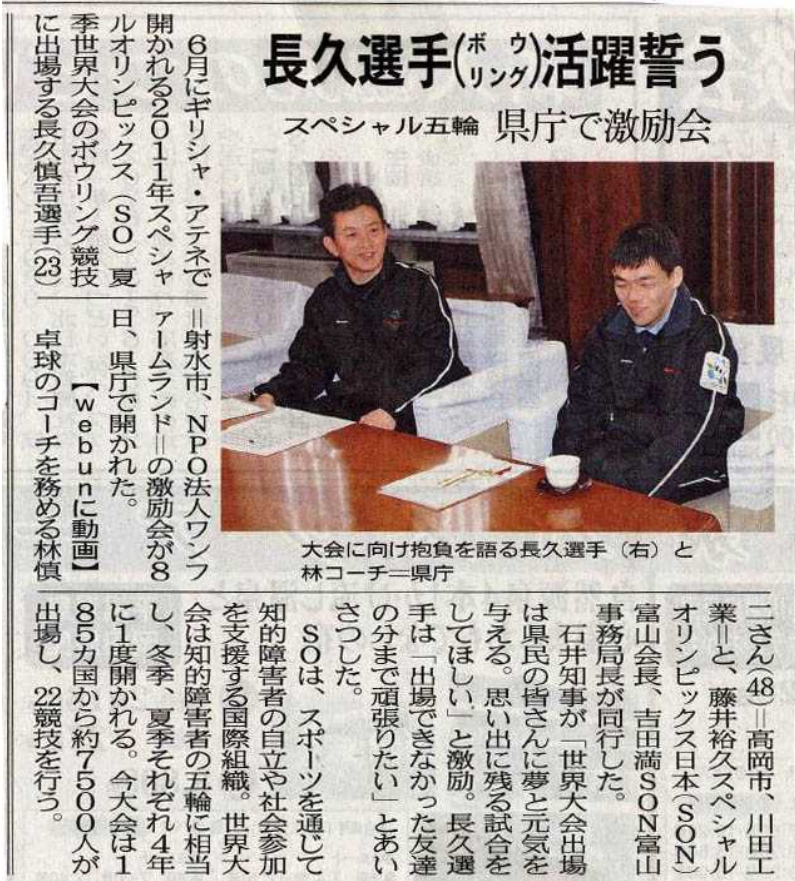 長久選手(ボウリング)活躍誓う
スペシャル五輪 県庁で激励会
６月にギリシャ・アテネで
開かれる２０１１年スペシャ
ルオリンピックス（ＳＯ）夏
季世界大会のボウリング競技
に出場する長久慎吾選手(23)
＝射水市、ＮＰＯ法人ワンフ
ァームランド＝の激励会が８
日、県庁で開かれた。
【ｗｅｂｕｎに動画】
卓球のコーチを務める林慎
二さん(48)＝高岡市、川田工
業＝と、藤井裕久スペシャル
オリンピックス日本(ＳＯＮ)
富山会長、吉田満ＳＯＮ富山
事務局長が同行した。
石井知事が「世界大会出場
は県民の皆さんに夢と元気を
与える。思い出に残る試合を
してほしい」と激励。長久選
手は「出場できなかった友達
の分まで頑張りたい」とあい
さつした。
ＳＯは、スポーツを通じて
知的障害者の自立や社会参加
を支援する国際組織。世界大
会は知的障害者の五輪に相当
し、冬季、夏季それぞれ４年
に１度開かれる。今大会は１
８５カ国から約７５００人が
出場し、22競技を行う。
大会に向け抱負を語る長久選手（右）と
林コーチ＝県庁